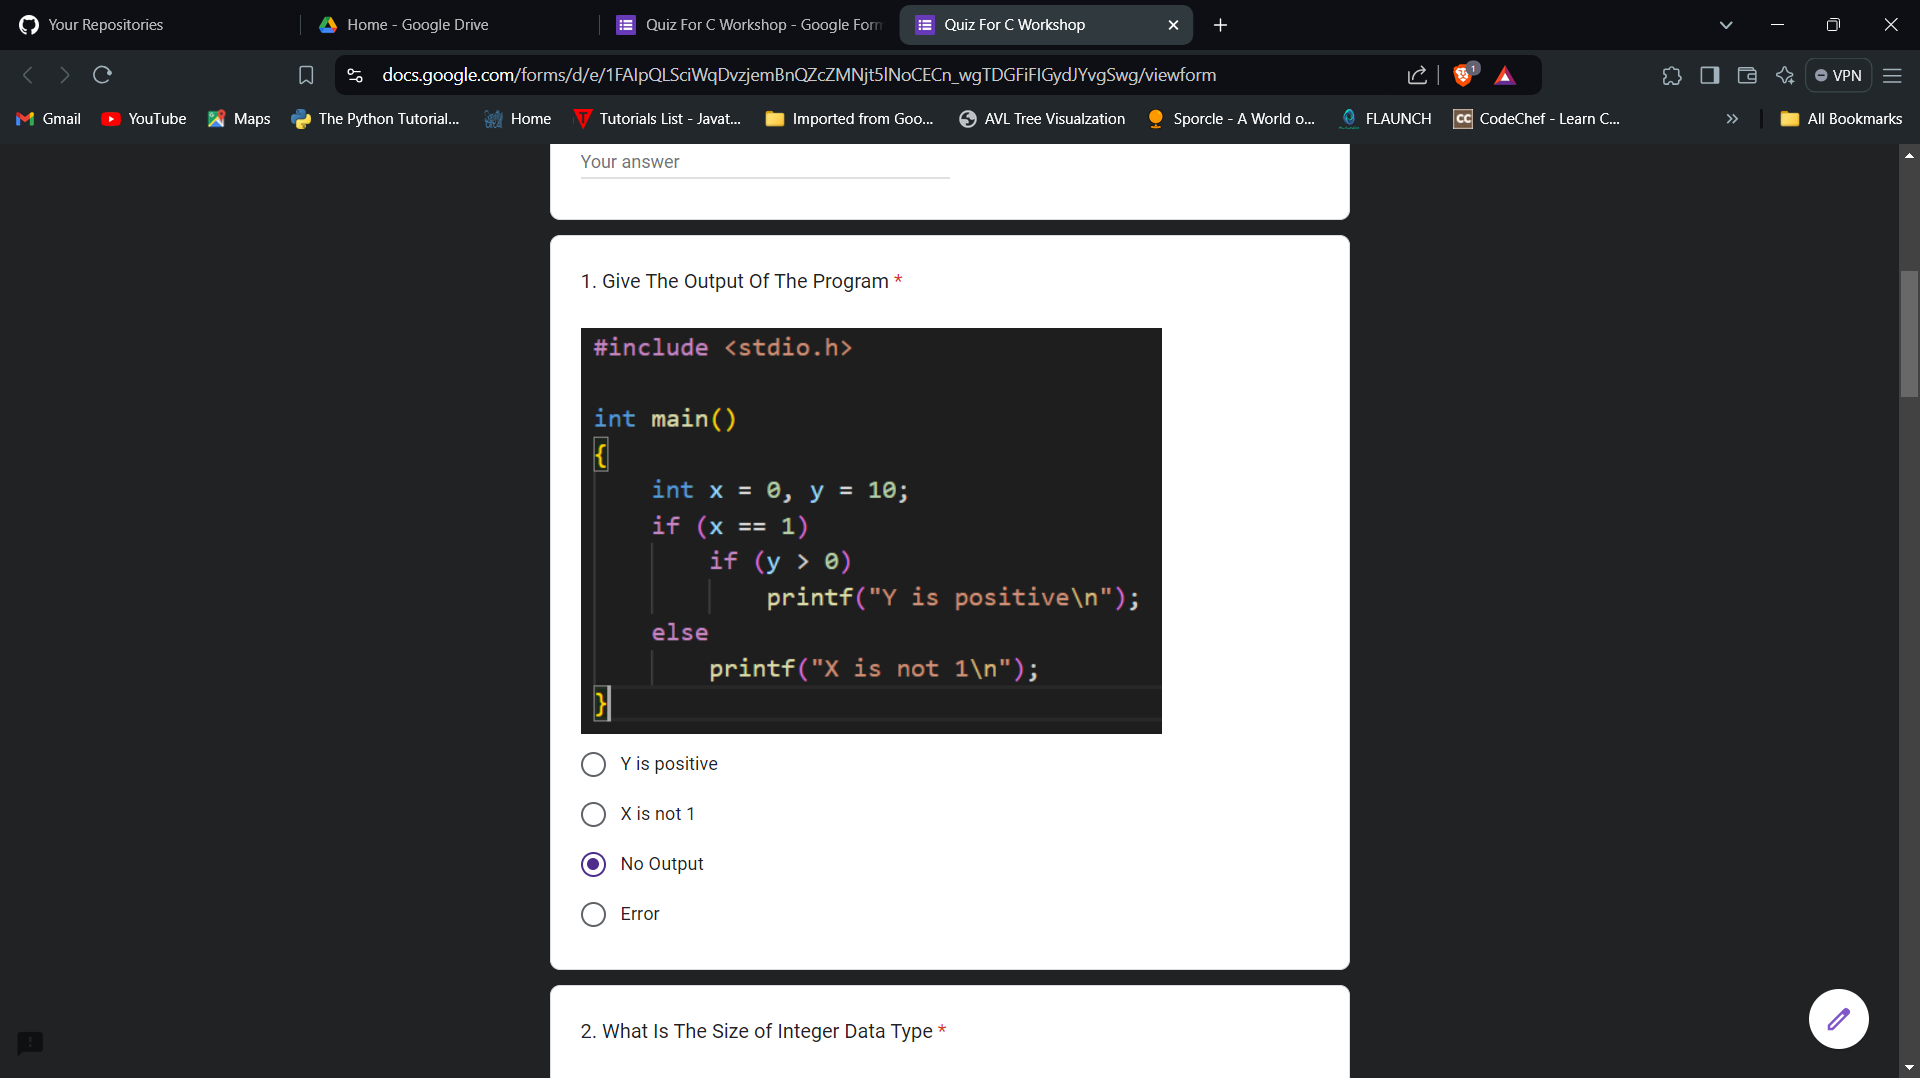 Your Repositories
Home - Google Drive
Quiz For C Workshop - Google Form
Quiz For C Workshop
docs.google.com/forms/d/e/1FAIpQLSciWqDvzjemBnQZcZMNjt5lNoCECn_wgTDGFiFIGydJYvgSwg/viewform
1
VPN
Gmail
YouTube
Maps
The Python Tutorial...
Home
Tutorials List - Javat...
Imported from Goo...
AVL Tree Visualzation
Sporcle - A World o...
FLAUNCH
CC
CodeChef - Learn C...
All Bookmarks
Your answer
1. Give The Output Of The Program *
#include <stdio.h>
int main()
{
int x = 0, y = 10;
if (x == 1)
if (y > 0)
printf("Y is positive\n");
else
printf("X is not 1\n");
}
Y is positive
X is not 1
No Output
Error
2. What Is The Size of Integer Data Type *